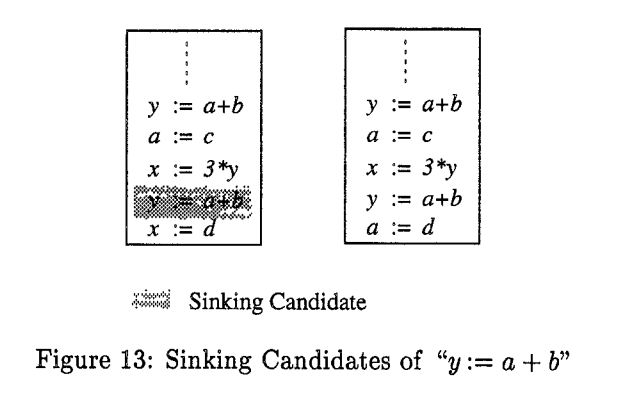 y := a+b
a := c
x := 3*y
y := a+b
x := d
y := a+b
a := c
x := 3*y
y := a+b
a := d
Sinking Candidate
Figure 13: Sinking Candidates of “y := a + b”